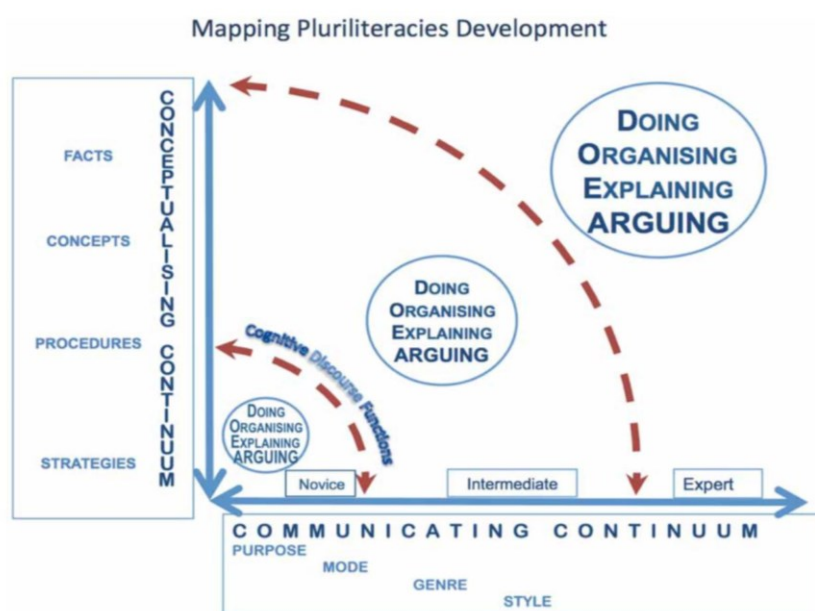 Mapping Pluriliteracies Development
CONCEPTUALISING CONTINUUM
FACTS
CONCEPTS
PROCEDURES
STRATEGIES
DOING
ORGANISING
EXPLAINING
ARGUING
DOING
ORGANISING
EXPLAINING
ARGUING
Cognitive Discourse Functions
DOING
ORGANISING
EXPLAINING
ARGUING
Novice
Intermediate
Expert
COMMUNICATING CONTINUUM
PURPOSE
MODE
GENRE
STYLE